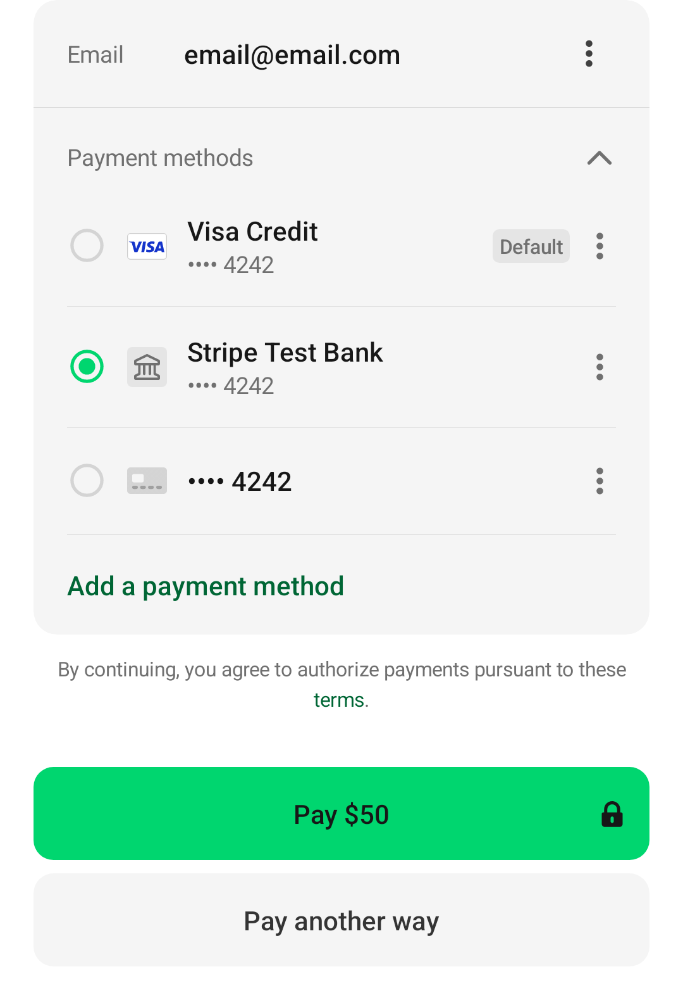 Email email@email.com
Payment methods
VISA Visa Credit Default
•••• 4242
Stripe Test Bank
•••• 4242
•••• 4242
Add a payment method
By continuing, you agree to authorize payments pursuant to these
terms.
Pay $50
Pay another way